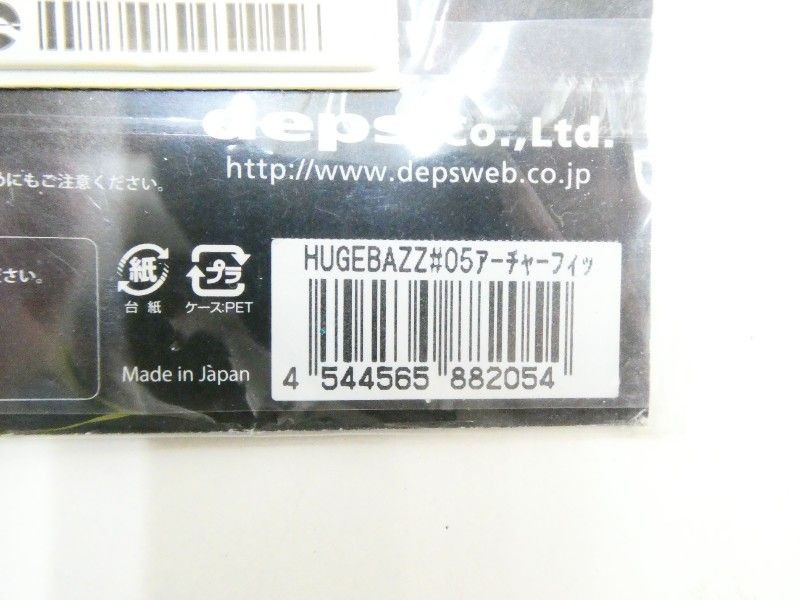 deps Co.,Ltd.
http://www.depsweb.co.jp
にもご注意ください。
ださい。
紙
プラ
台紙
ケース:PET
Made in Japan
HUGEBAZZ#05アーチャーフィッ
4 544565 882054